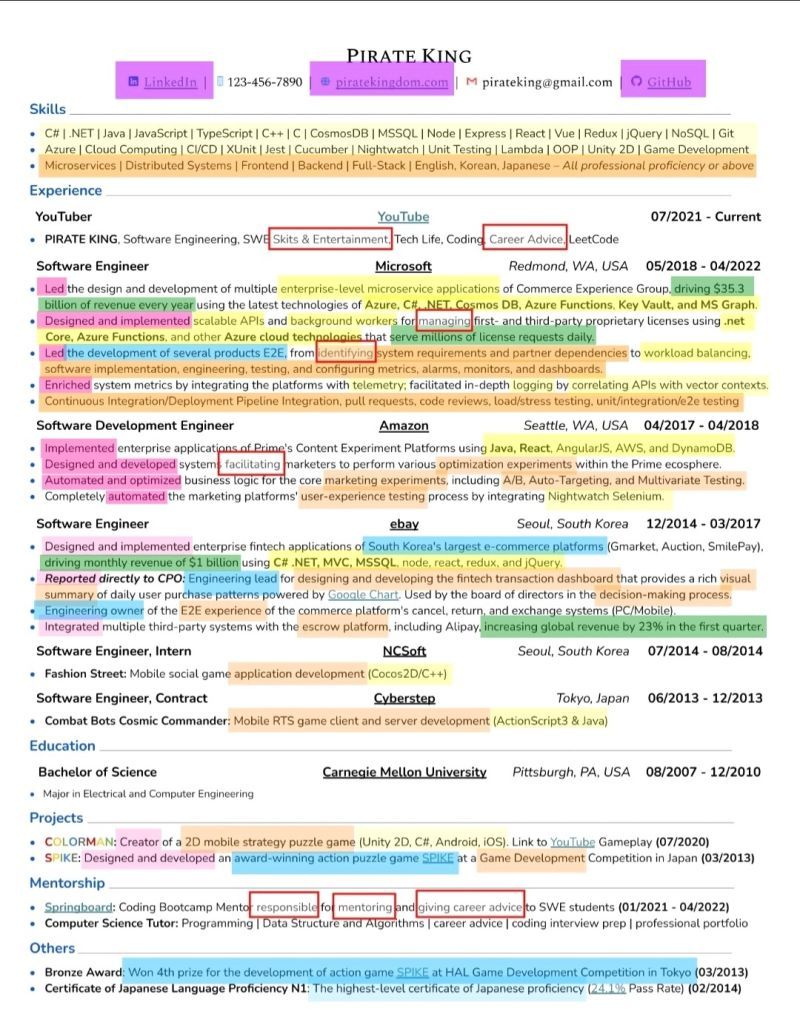 PIRATE KING
LinkedIn | 123-456-7890 | piratekingdom.com | pirateking@gmail.com | GitHub
Skills
• C# | .NET | Java | JavaScript | TypeScript | C++ | C | CosmosDB | MSSQL | Node | Express | React | Vue | Redux | jQuery | NoSQL | Git
• Azure | Cloud Computing | CI/CD | XUnit | Jest | Cucumber | Nightwatch | Unit Testing | Lambda | OOP | Unity 2D | Game Development
• Microservices | Distributed Systems | Frontend | Backend | Full-Stack | English, Korean, Japanese – All professional proficiency or above
Experience
YouTuber YouTube 07/2021 - Current
• PIRATE KING, Software Engineering, SWE Skits & Entertainment, Tech Life, Coding, Career Advice, LeetCode
Software Engineer Microsoft Redmond, WA, USA 05/2018 - 04/2022
• Led the design and development of multiple enterprise-level microservice applications of Commerce Experience Group, driving $35.3
billion of revenue every year using the latest technologies of Azure, C#, .NET, Cosmos DB, Azure Functions, Key Vault, and MS Graph.
• Designed and implemented scalable APIs and background workers for managing first- and third-party proprietary licenses using .net
Core, Azure Functions, and other Azure cloud technologies that serve millions of license requests daily.
• Led the development of several products E2E, from identifying system requirements and partner dependencies to workload balancing,
software implementation, engineering, testing, and configuring metrics, alarms, monitors, and dashboards.
• Enriched system metrics by integrating the platforms with telemetry; facilitated in-depth logging by correlating APIs with vector contexts.
• Continuous Integration/Deployment Pipeline Integration, pull requests, code reviews, load/stress testing, unit/integration/e2e testing
Software Development Engineer Amazon Seattle, WA, USA 04/2017 - 04/2018
• Implemented enterprise applications of Prime's Content Experiment Platforms using Java, React, AngularJS, AWS, and DynamoDB.
• Designed and developed systems facilitating marketers to perform various optimization experiments within the Prime ecosphere.
• Automated and optimized business logic for the core marketing experiments, including A/B, Auto-Targeting, and Multivariate Testing.
• Completely automated the marketing platforms' user-experience testing process by integrating Nightwatch Selenium.
Software Engineer ebay Seoul, South Korea 12/2014 - 03/2017
• Designed and implemented enterprise fintech applications of South Korea's largest e-commerce platforms (Gmarket, Auction, SmilePay),
driving monthly revenue of $1 billion using C# .NET, MVC, MSSQL, node, react, redux, and jQuery.
• Reported directly to CPO: Engineering lead for designing and developing the fintech transaction dashboard that provides a rich visual
summary of daily user purchase patterns powered by Google Chart. Used by the board of directors in the decision-making process.
• Engineering owner of the E2E experience of the commerce platform's cancel, return, and exchange systems (PC/Mobile).
• Integrated multiple third-party systems with the escrow platform, including Alipay, increasing global revenue by 23% in the first quarter.
Software Engineer, Intern NCSoft Seoul, South Korea 07/2014 - 08/2014
• Fashion Street: Mobile social game application development (Cocos2D/C++)
Software Engineer, Contract Cyberstep Tokyo, Japan 06/2013 - 12/2013
• Combat Bots Cosmic Commander: Mobile RTS game client and server development (ActionScript3 & Java)
Education
Bachelor of Science Carnegie Mellon University Pittsburgh, PA, USA 08/2007 - 12/2010
• Major in Electrical and Computer Engineering
Projects
• COLORMAN: Creator of a 2D mobile strategy puzzle game (Unity 2D, C#, Android, iOS). Link to YouTube Gameplay (07/2020)
• SPIKE: Designed and developed an award-winning action puzzle game SPIKE at a Game Development Competition in Japan (03/2013)
Mentorship
• Springboard: Coding Bootcamp Mentor responsible for mentoring and giving career advice to SWE students (01/2021 - 04/2022)
• Computer Science Tutor: Programming | Data Structure and Algorithms | career advice | coding interview prep | professional portfolio
Others
• Bronze Award: Won 4th prize for the development of action game SPIKE at HAL Game Development Competition in Tokyo (03/2013)
• Certificate of Japanese Language Proficiency N1: The highest-level certificate of Japanese proficiency (24.1% Pass Rate) (02/2014)